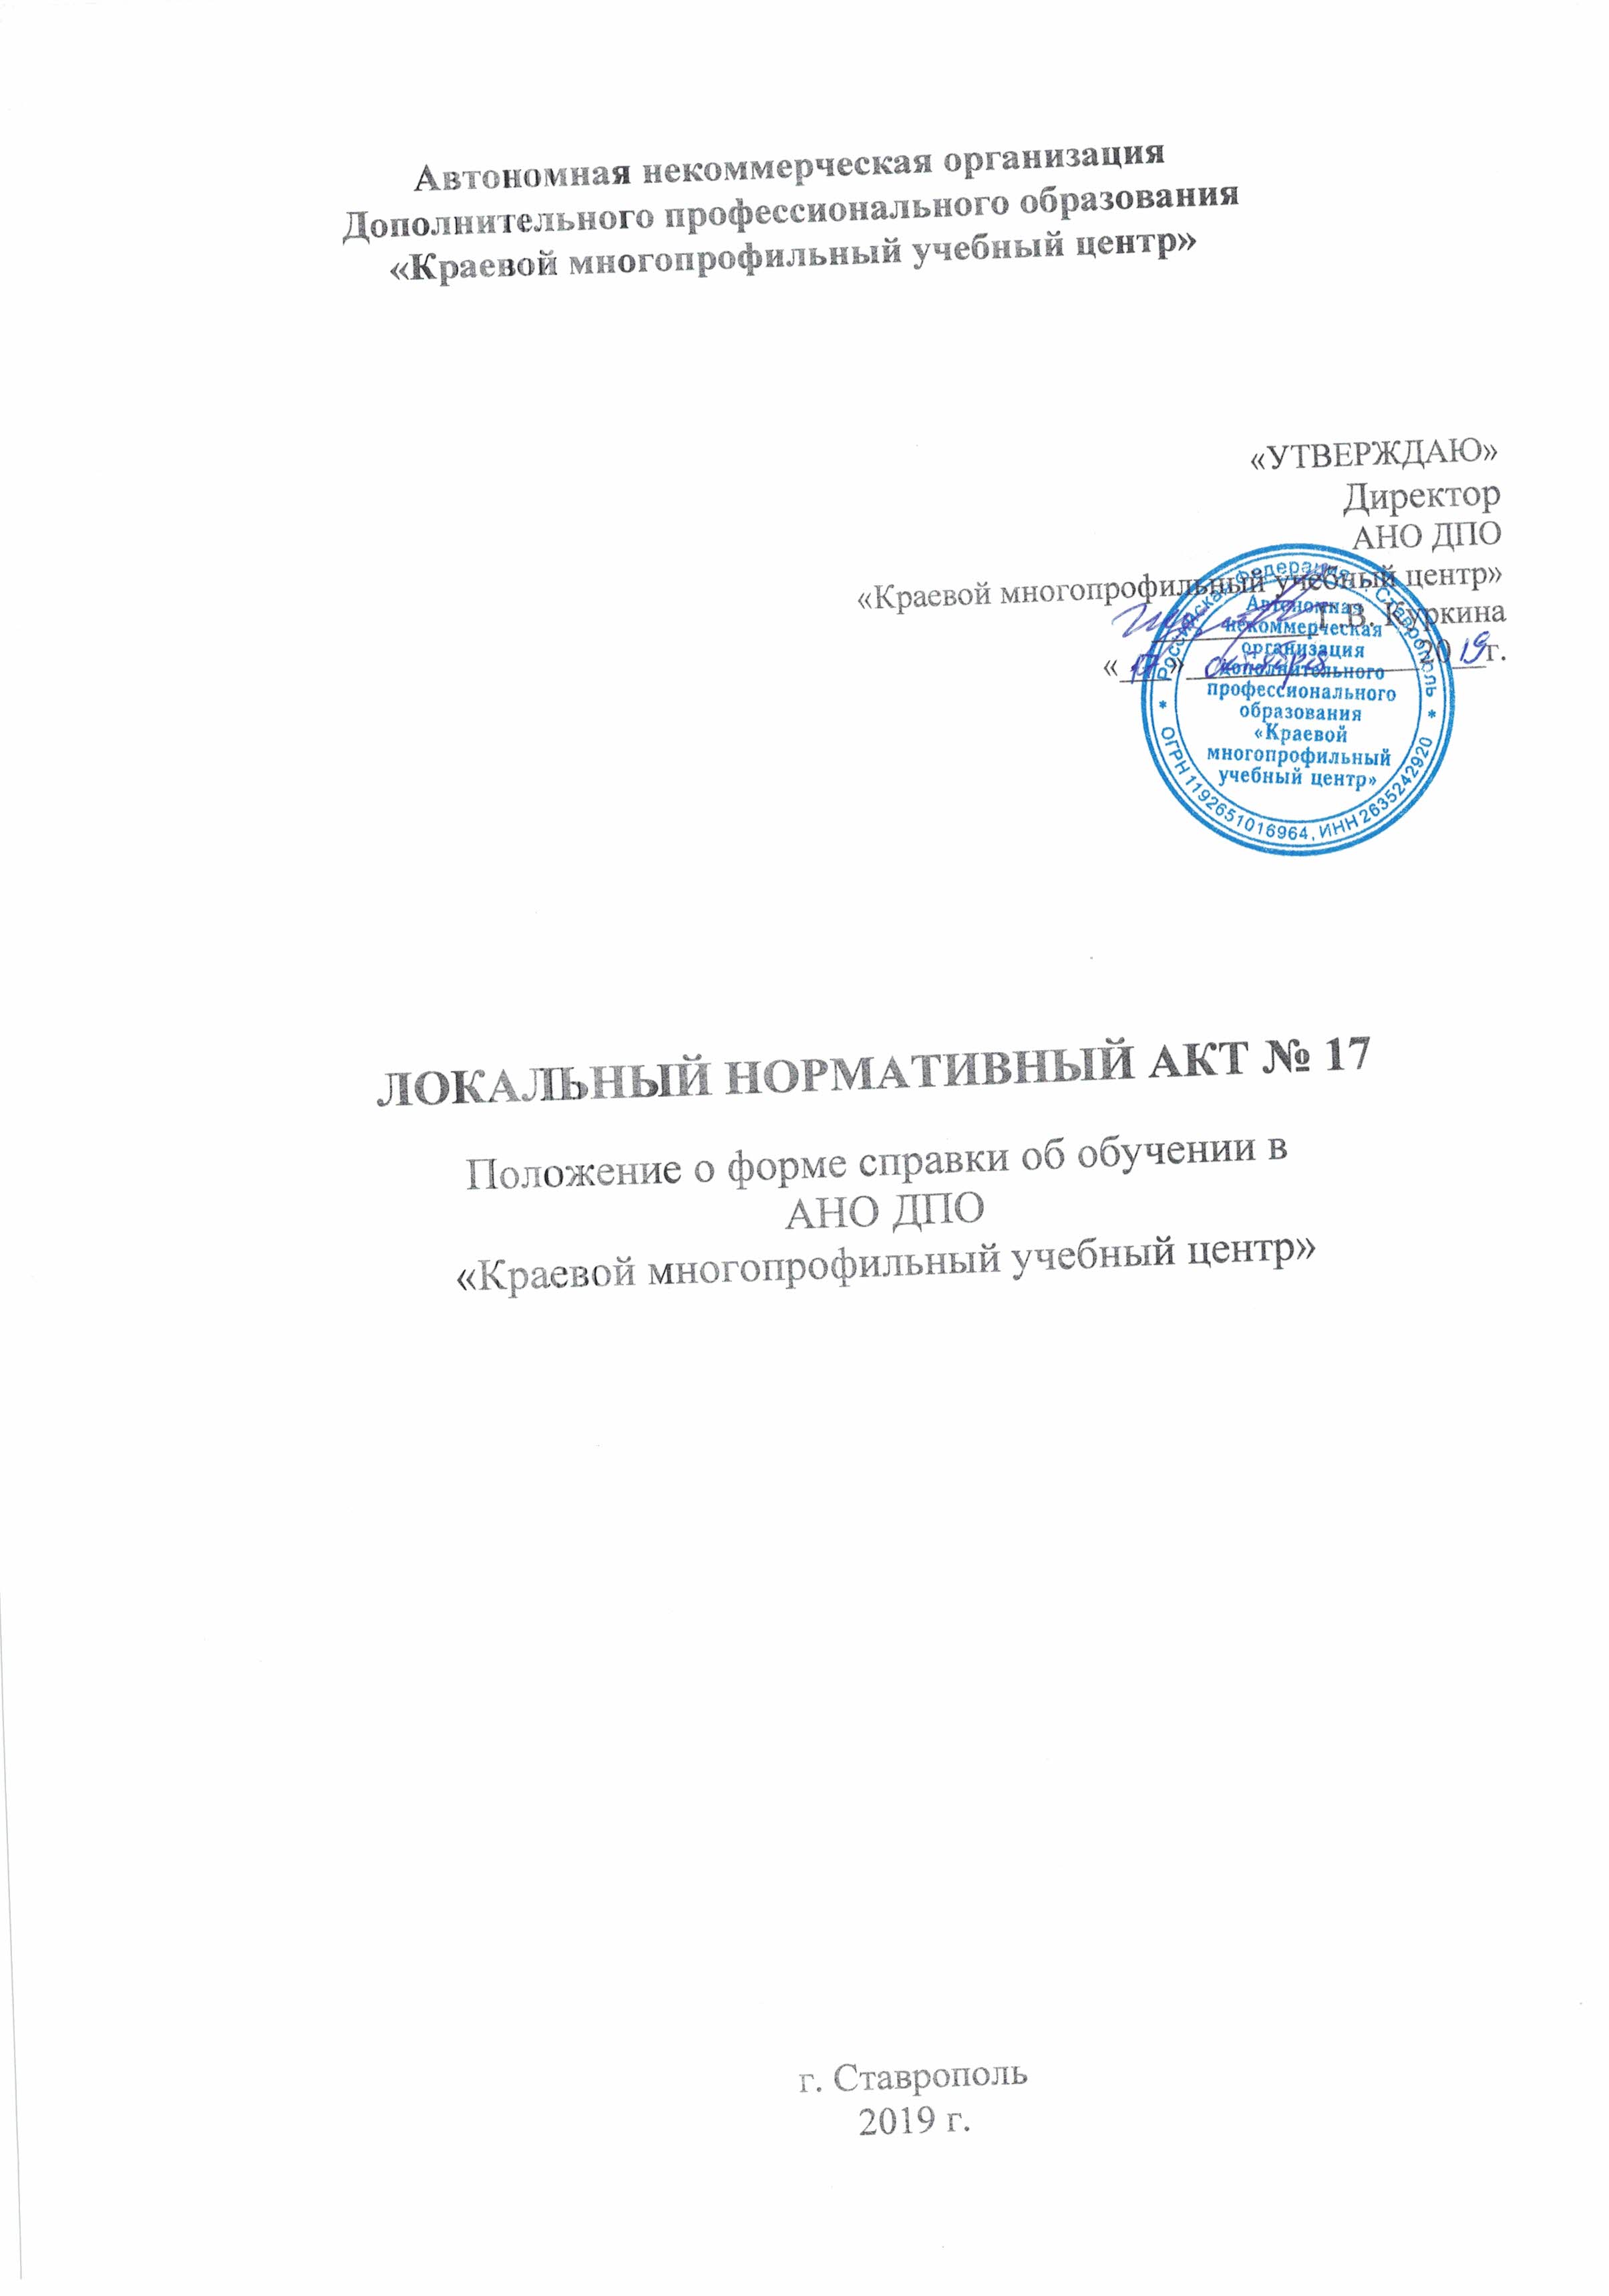 Автономная некоммерческая организация
Дополнительного профессионального образования
«Краевой многопрофильный учебный центр»
«УТВЕРЖДАЮ»
Директор
АНО ДПО
«Краевой многопрофильный учебный центр»
Г.В. Куркина
«17» октября 2019г.
Российская Федерация г. Ставрополь
Автономная
некоммерческая
организация
дополнительного
профессионального
образования
«Краевой
многопрофильный
учебный центр»
* ОГРН 1192651016964, ИНН 2635242920 *
ЛОКАЛЬНЫЙ НОРМАТИВНЫЙ АКТ № 17
Положение о форме справки об обучении в
АНО ДПО
«Краевой многопрофильный учебный центр»
г. Ставрополь
2019 г.